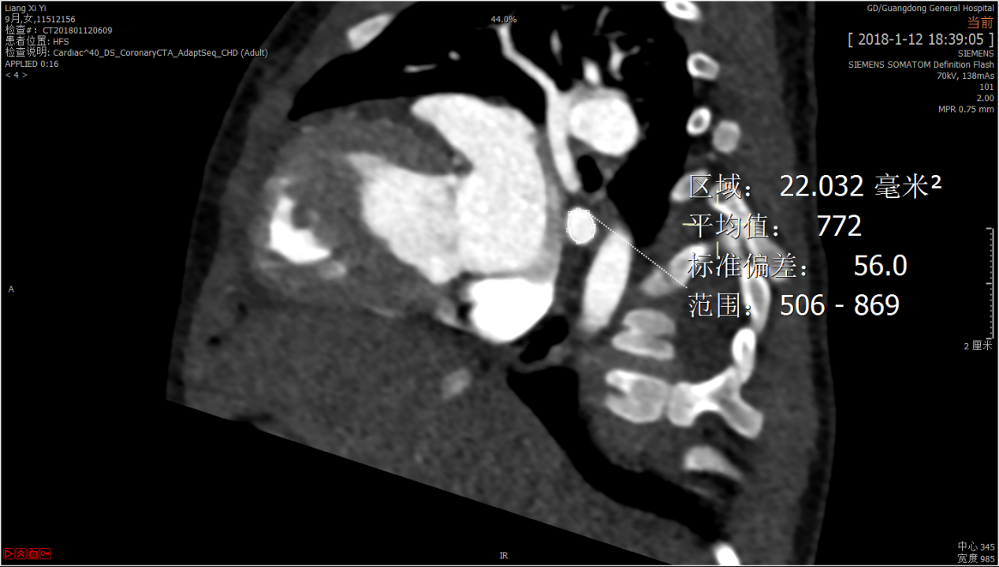 Liang Xi Yi
9月,女,11512156
检查#: CT201801120609
患者位置: HFS
检查说明: Cardiac^40_DS_CoronaryCTA_AdaptSeq_CHD (Adult)
APPLIED 0:16
< 4 >
44.0%
GD/Guangdong General Hospital
当前
[ 2018-1-12 18:39:05 ]
SIEMENS
SIEMENS SOMATOM Definition Flash
70kV, 138mAs
101
2.00
MPR 0.75 mm
区域: 22.032 毫米²
平均值: 772
标准偏差: 56.0
范围: 506 - 869
A
2 厘米
IR
中心 345
宽度 985